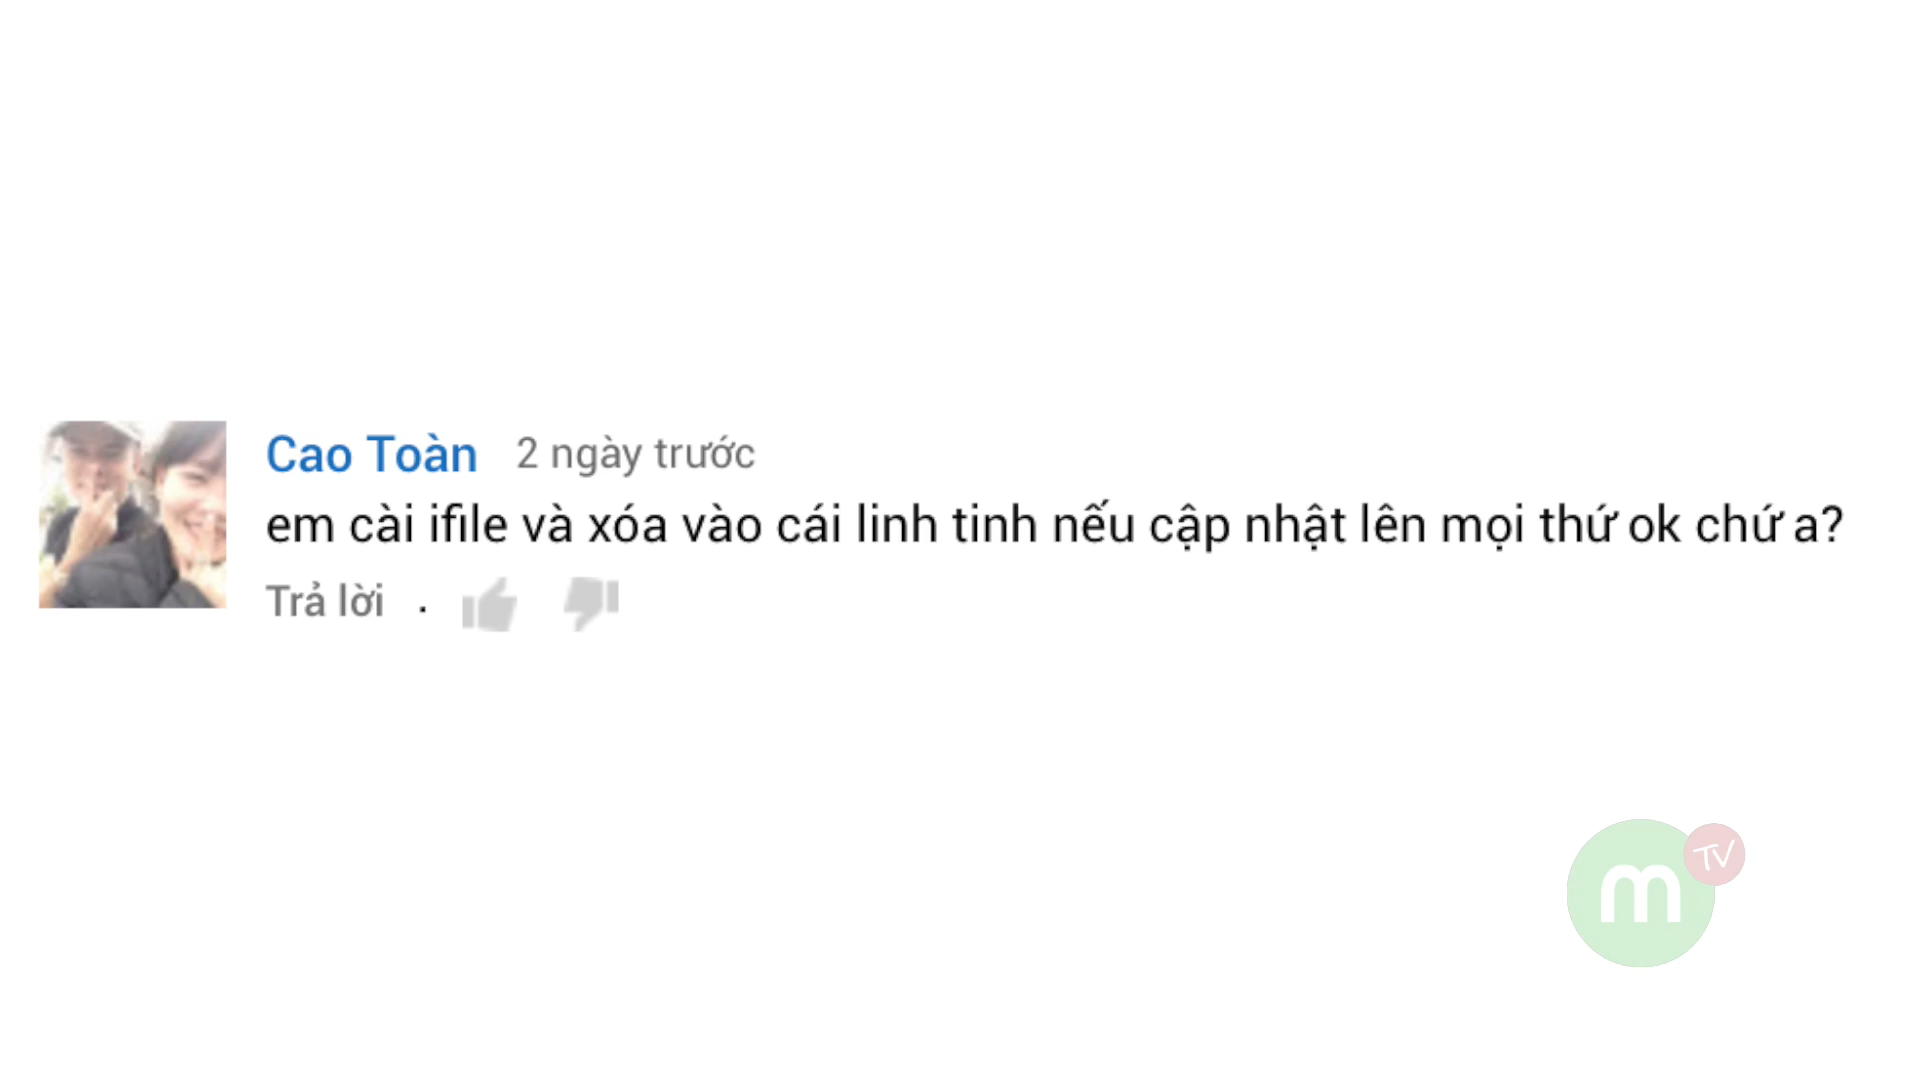 Cao Toàn 2 ngày trước
em cài ifile và xóa vào cái linh tinh nếu cập nhật lên mọi thứ ok chứ a?
Trả lời .
m TV